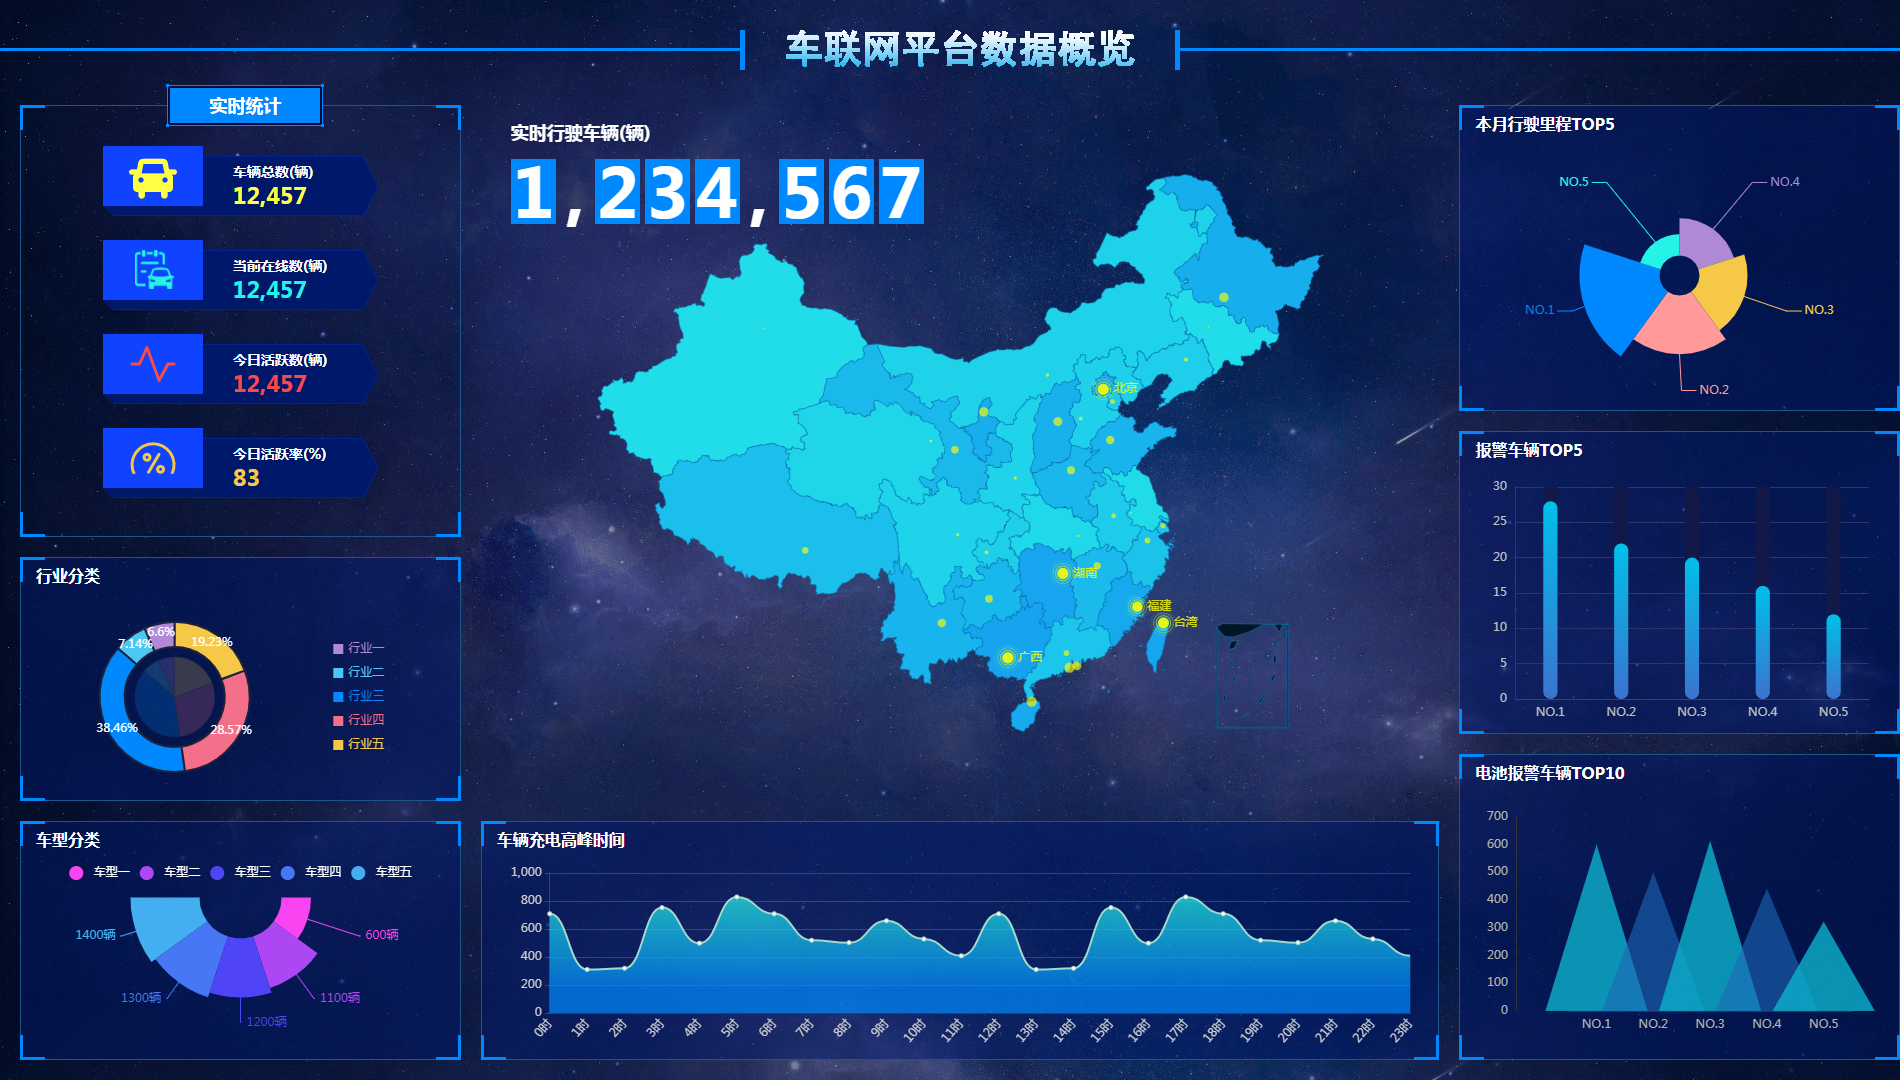 车联网平台数据概览
实时统计
车辆总数(辆)
12,457
当前在线数(辆)
12,457
今日活跃数(辆)
12,457
今日活跃率(%)
83
行业分类
6.6%
19.23%
7.14%
38.46%
28.57%
行业一
行业二
行业三
行业四
行业五
车型分类
车型一 车型二 车型三 车型四 车型五
1400辆
600辆
1300辆
1100辆
1200辆
实时行驶车辆(辆)
1,234,567
北京
湖南
福建
台湾
广西
车辆充电高峰时间
1,000
800
600
400
200
0
0时 1时 2时 3时 4时 5时 6时 7时 8时 9时 10时 11时 12时 13时 14时 15时 16时 17时 18时 19时 20时 21时 22时 23时
本月行驶里程TOP5
NO.5
NO.4
NO.1
NO.3
NO.2
报警车辆TOP5
30
25
20
15
10
5
0
NO.1 NO.2 NO.3 NO.4 NO.5
电池报警车辆TOP10
700
600
500
400
300
200
100
0
NO.1 NO.2 NO.3 NO.4 NO.5